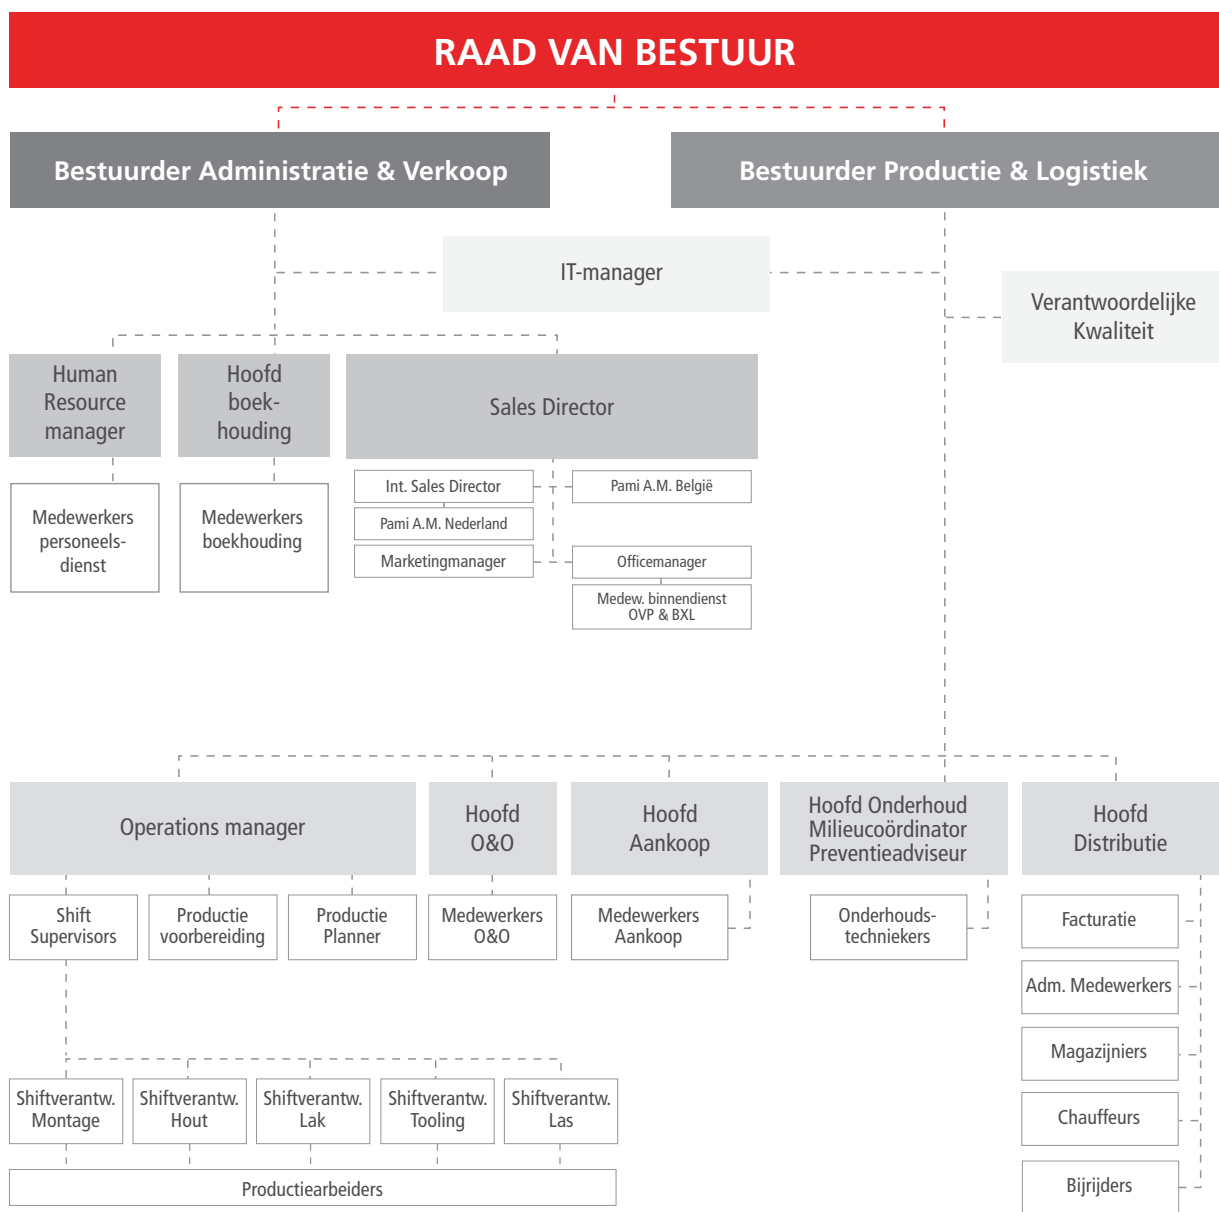 RAAD VAN BESTUUR
Bestuurder Administratie & Verkoop
Bestuurder Productie & Logistiek
IT-manager
Verantwoordelijke
Kwaliteit
Human
Resource
manager
Hoofd
boek-
houding
Sales Director
Medewerkers
personeels-
dienst
Medewerkers
boekhouding
Int. Sales Director
Pami A.M. België
Pami A.M. Nederland
Marketingmanager
Officemanager
Medew. binnendienst
OVP & BXL
Operations manager
Hoofd
O&O
Hoofd
Aankoop
Hoofd Onderhoud
Milieucoördinator
Preventieadviseur
Hoofd
Distributie
Shift
Supervisors
Productie
voorbereiding
Productie
Planner
Medewerkers
O&O
Medewerkers
Aankoop
Onderhouds-
techniekers
Facturatie
Adm. Medewerkers
Magazijniers
Chauffeurs
Bijrijders
Shiftverantw.
Montage
Shiftverantw.
Hout
Shiftverantw.
Lak
Shiftverantw.
Tooling
Shiftverantw.
Las
Productiearbeiders